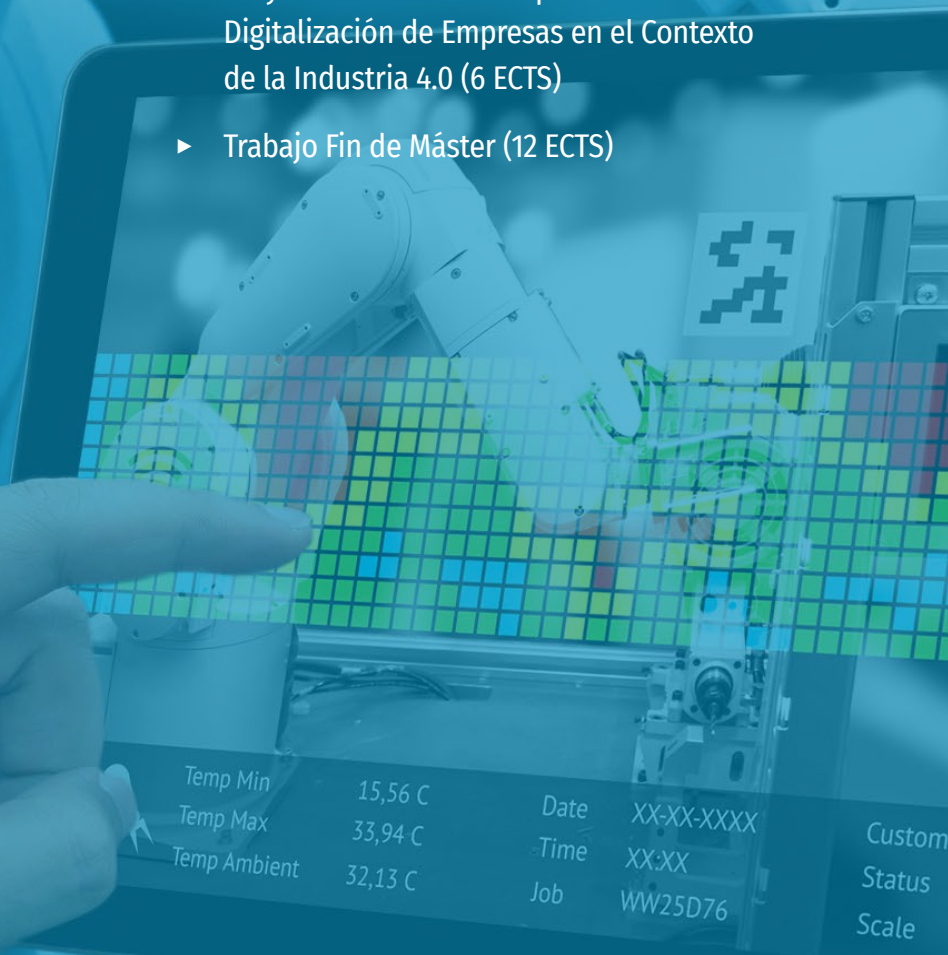 Digitalización de Empresas en el Contexto
de la Industria 4.0 (6 ECTS)
► Trabajo Fin de Máster (12 ECTS)
Temp Min 15,56 C Date XX-XX-XXXX
Temp Max 33,94 C Time XX:XX Custom
Temp Ambient 32,13 C Job WW25D76 Status
Scale